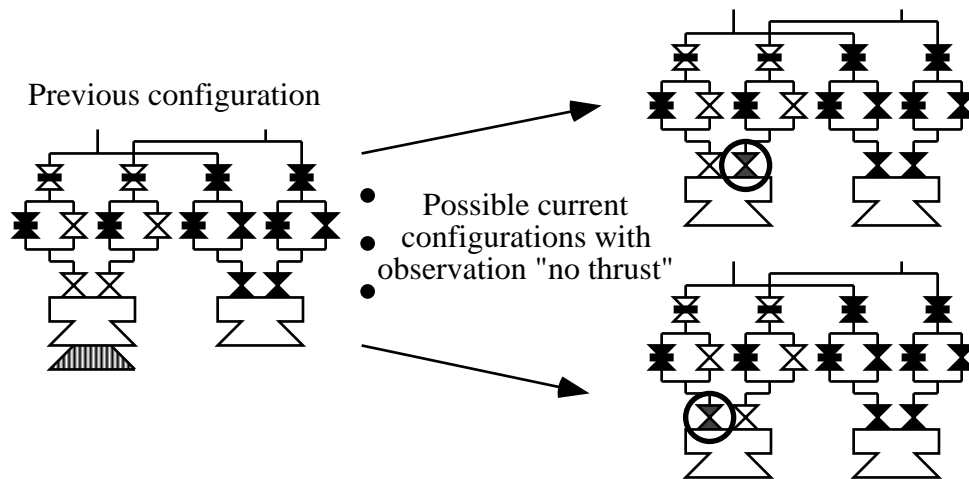 Previous configuration
Possible current
configurations with
observation "no thrust"